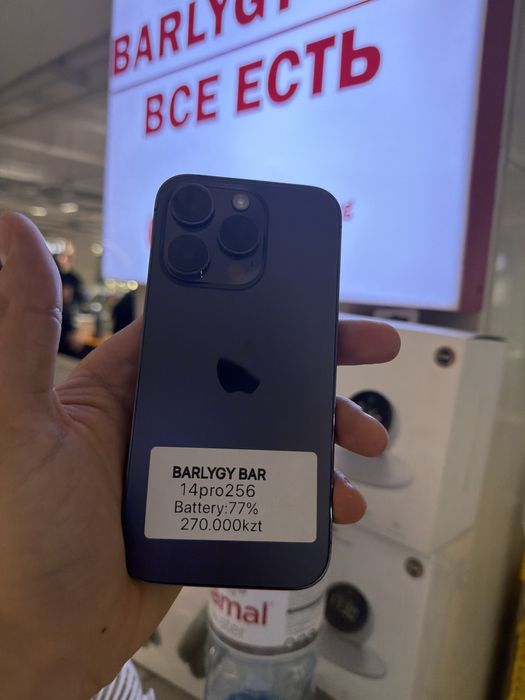 BARLYGY
ВСЕ ЕСТЬ
BARLYGY BAR
14pro256
Battery:77%
270.000kzt